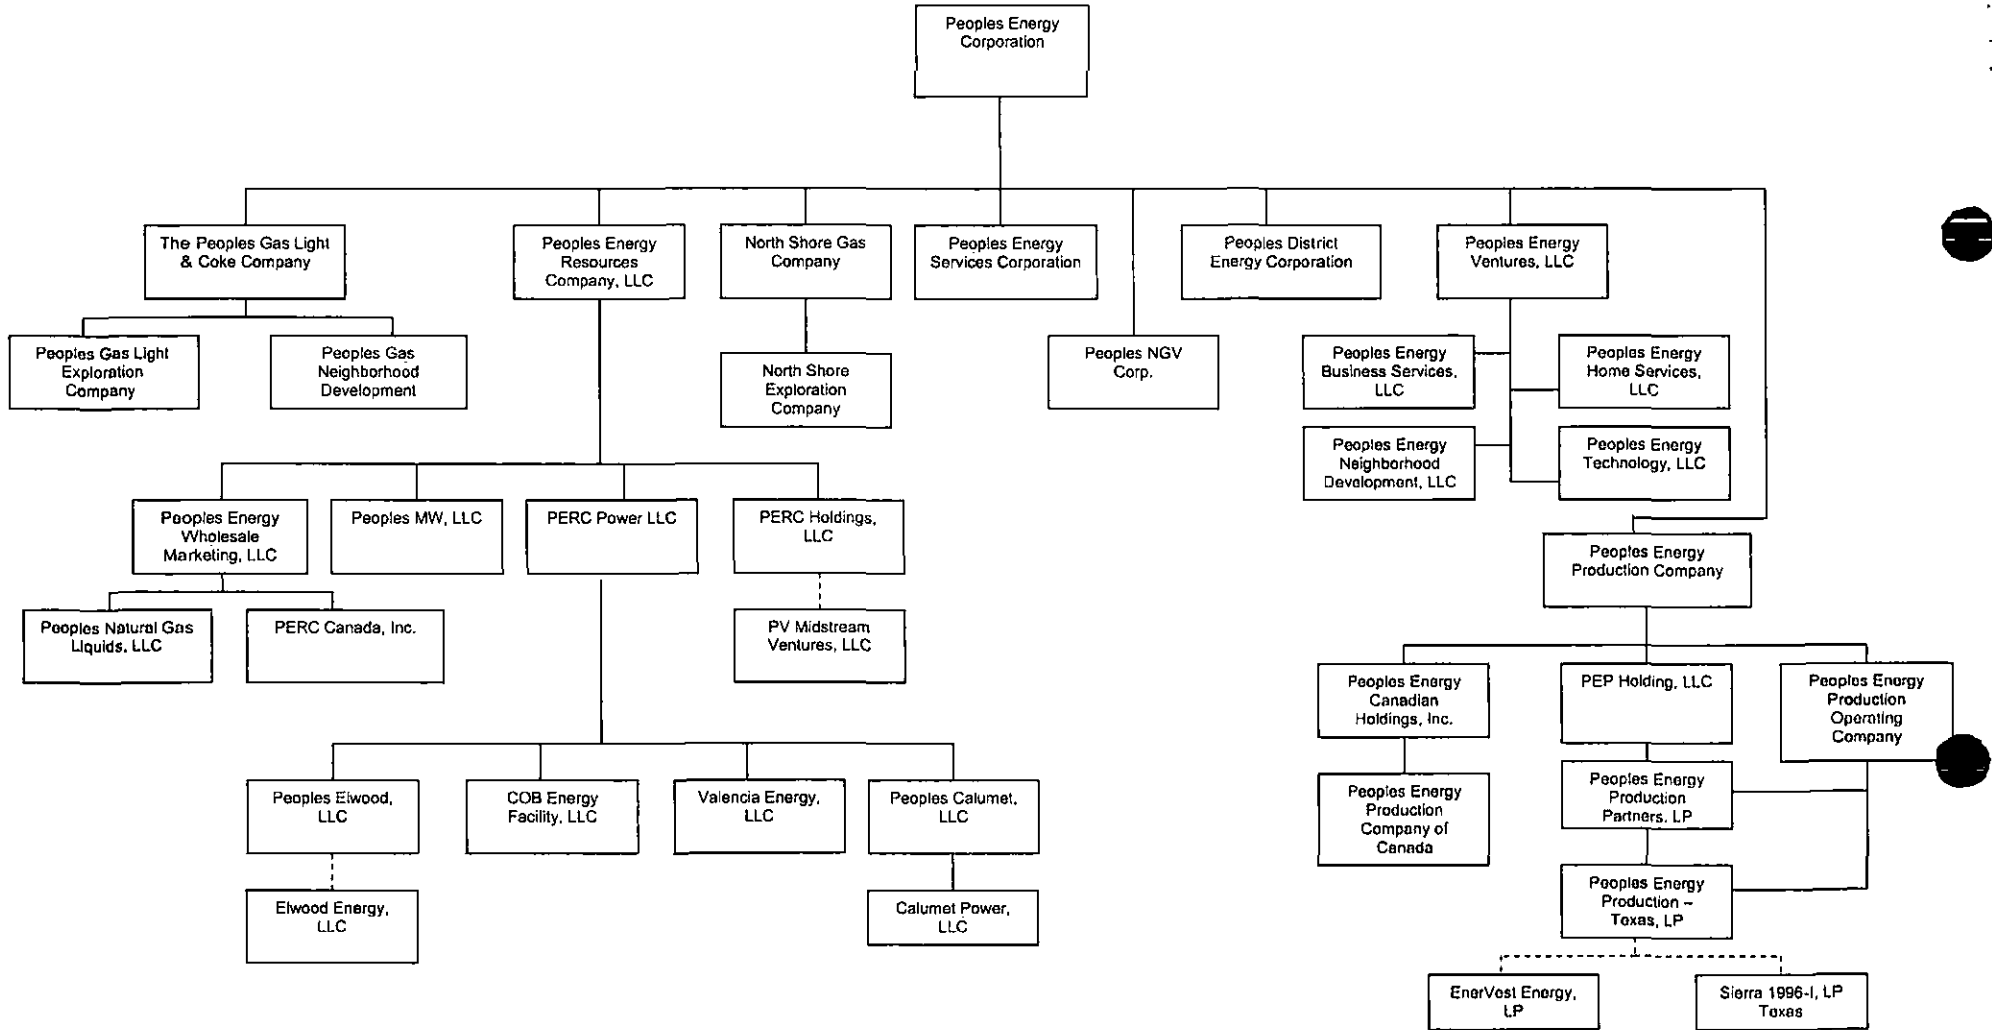 Peoples Energy
Corporation
The Peoples Gas Light
& Coke Company
Peoples Energy
Resources
Company, LLC
North Shore Gas
Company
Peoples Energy
Services Corporation
Peoples District
Energy Corporation
Peoples Energy
Ventures, LLC
Peoples Gas Light
Exploration
Company
Peoples Gas
Neighborhood
Development
North Shore
Exploration
Company
Peoples NGV
Corp.
Peoples Energy
Business Services,
LLC
Peoples Energy
Home Services,
LLC
Peoples Energy
Neighborhood
Development, LLC
Peoples Energy
Technology, LLC
Peoples Energy
Wholesale
Marketing, LLC
Peoples MW, LLC
PERC Power LLC
PERC Holdings,
LLC
Peoples Energy
Production Company
Peoples Natural Gas
Liquids, LLC
PERC Canada, Inc.
PV Midstream
Ventures, LLC
Peoples Energy
Canadian
Holdings, Inc.
PEP Holding, LLC
Peoples Energy
Production
Operating
Company
Peoples Elwood,
LLC
COB Energy
Facility, LLC
Valencia Energy,
LLC
Peoples Calumet,
LLC
Peoples Energy
Production
Company of
Canada
Peoples Energy
Production
Partners, LP
Elwood Energy,
LLC
Calumet Power,
LLC
Peoples Energy
Production –
Texas, LP
EnerVest Energy,
LP
Sierra 1996-I, LP
Texas